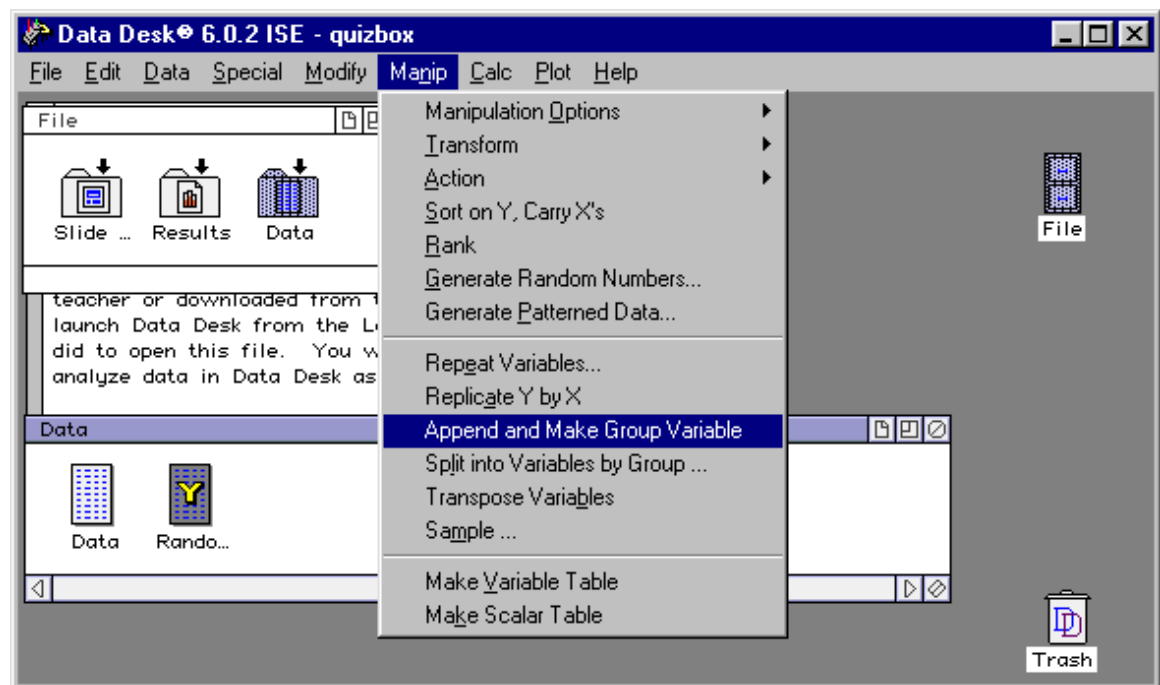 Data Desk® 6.0.2 ISE - quizbox
File Edit Data Special Modify Manip Calc Plot Help
File
Slide ... Results Data
teacher or downloaded from
launch Data Desk from the
did to open this file. You
analyze data in Data Desk as
Data
Data Rando...
Manipulation Options
Transform
Action
Sort on Y, Carry X's
Rank
Generate Random Numbers...
Generate Patterned Data...
Repeat Variables...
Replicate Y by X
Append and Make Group Variable
Split into Variables by Group ...
Transpose Variables
Sample ...
Make Variable Table
Make Scalar Table
File
Trash